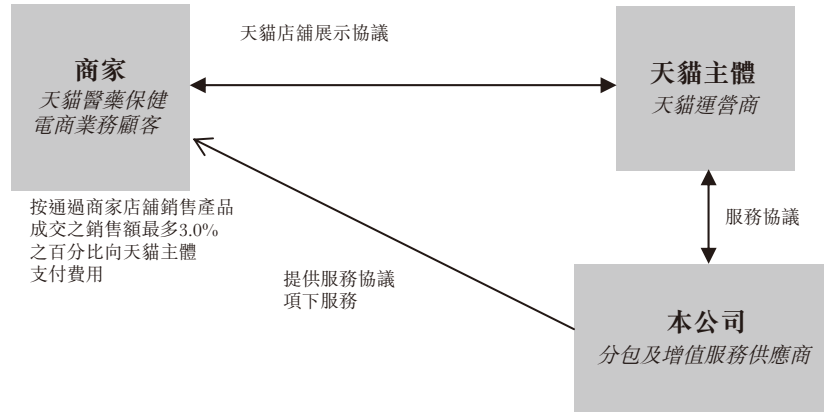 天貓店舖展示協議
商家
天貓醫藥保健
電商業務顧客
天貓主體
天貓運營商
按通過商家店舖銷售產品
成交之銷售額最多3.0%
之百分比向天貓主體
支付費用
服務協議
提供服務協議
項下服務
本公司
分包及增值服務供應商